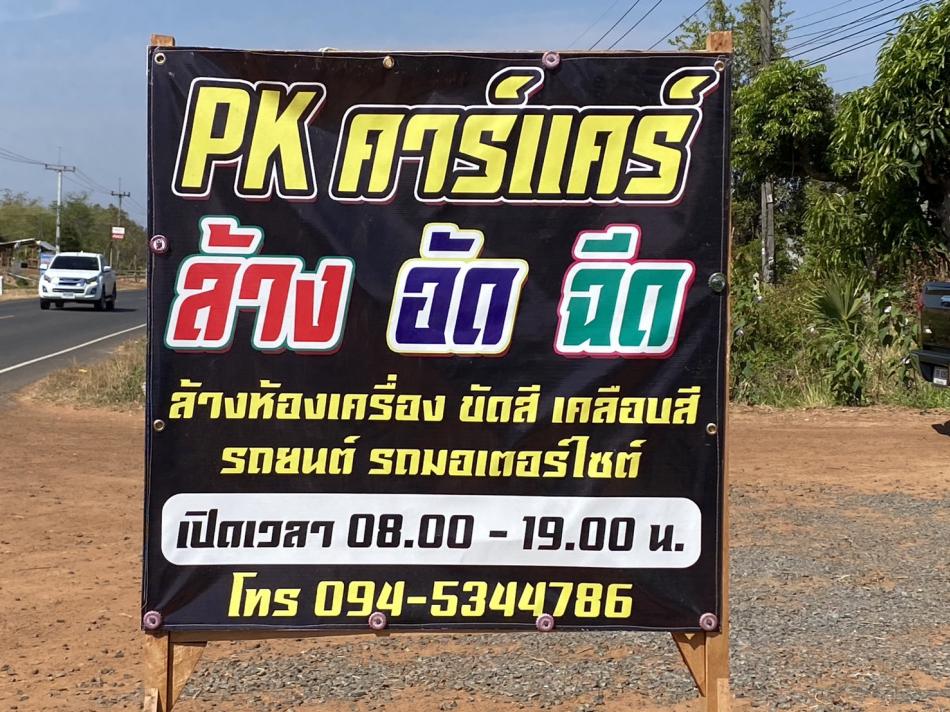 PK คาร์แคร์
ล้าง อัด ฉีด
ล้างห้องเครื่อง ขัดสี เคลือบสี
รถยนต์ รถมอเตอร์ไซต์
เปิดเวลา 08.00 - 19.00 น.
โทร 094-5344786